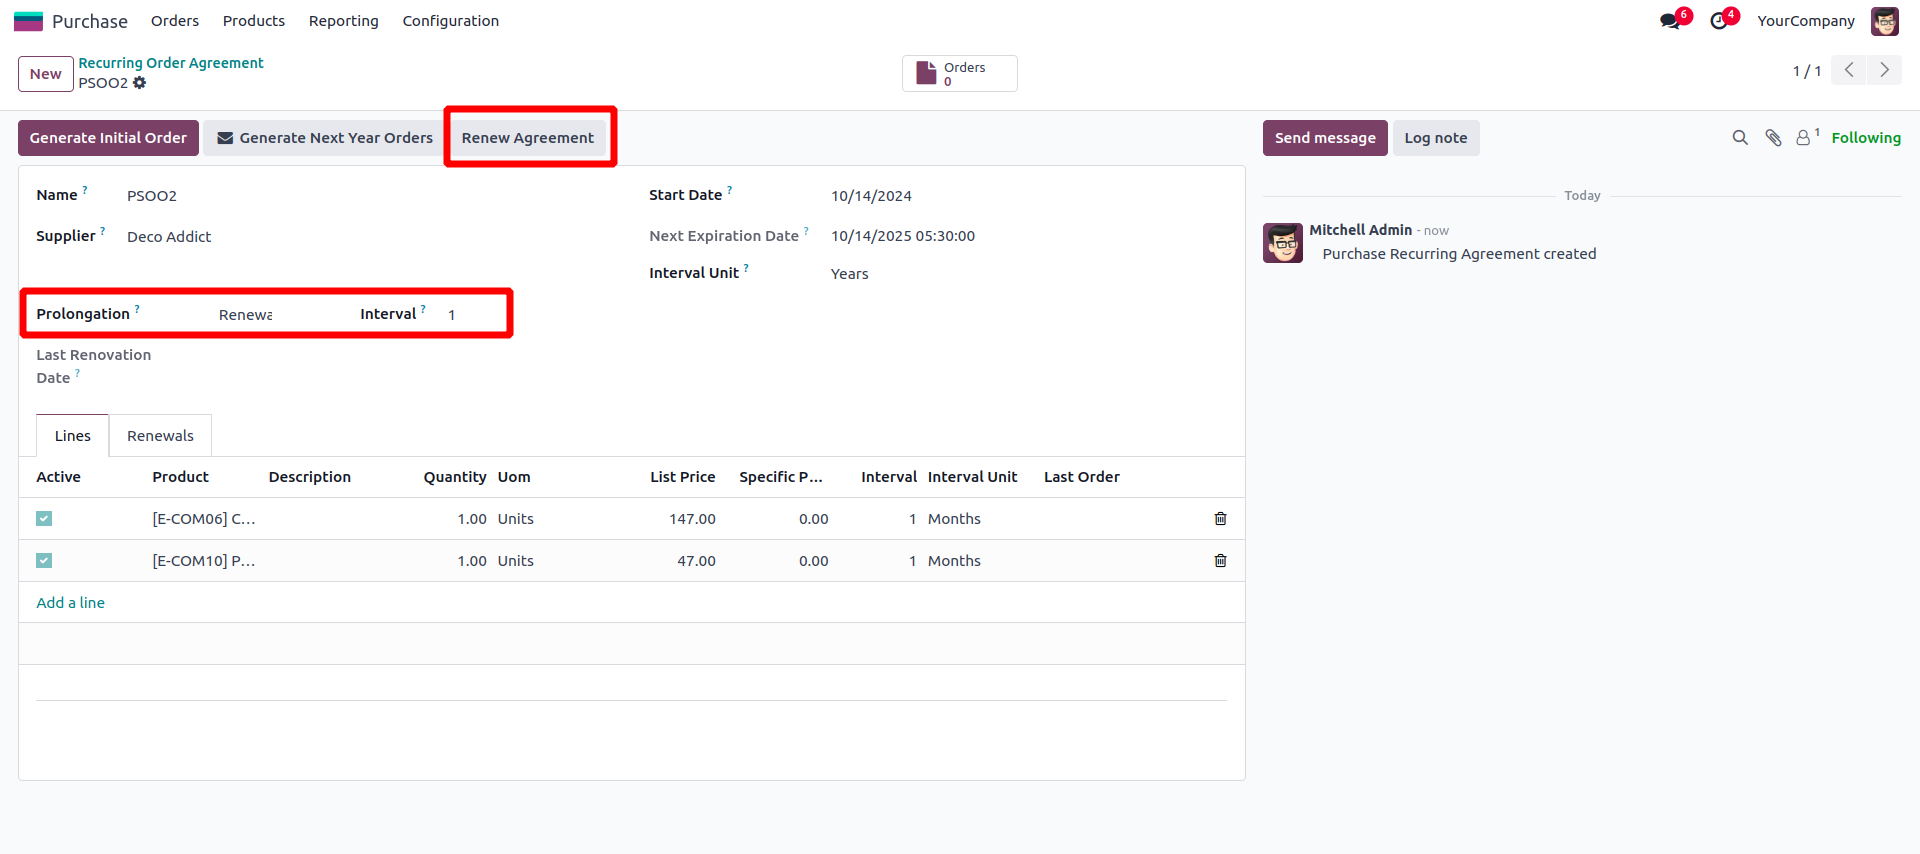 Purchase Orders Products Reporting Configuration 6 4 YourCompany
New Recurring Order Agreement
PSOO2
Orders
0
1 / 1
Generate Initial Order Generate Next Year Orders Renew Agreement
Send message Log note 1 Following
Name ? PSOO2 Start Date ? 10/14/2024
Supplier ? Deco Addict Next Expiration Date ? 10/14/2025 05:30:00
Interval Unit ? Years
Prolongation ? Renewa Interval ? 1
Last Renovation
Date ?
Today
Mitchell Admin - now
Purchase Recurring Agreement created
Lines Renewals
Active Product Description Quantity Uom List Price Specific P... Interval Interval Unit Last Order
[E-COM06] C... 1.00 Units 147.00 0.00 1 Months
[E-COM10] P... 1.00 Units 47.00 0.00 1 Months
Add a line